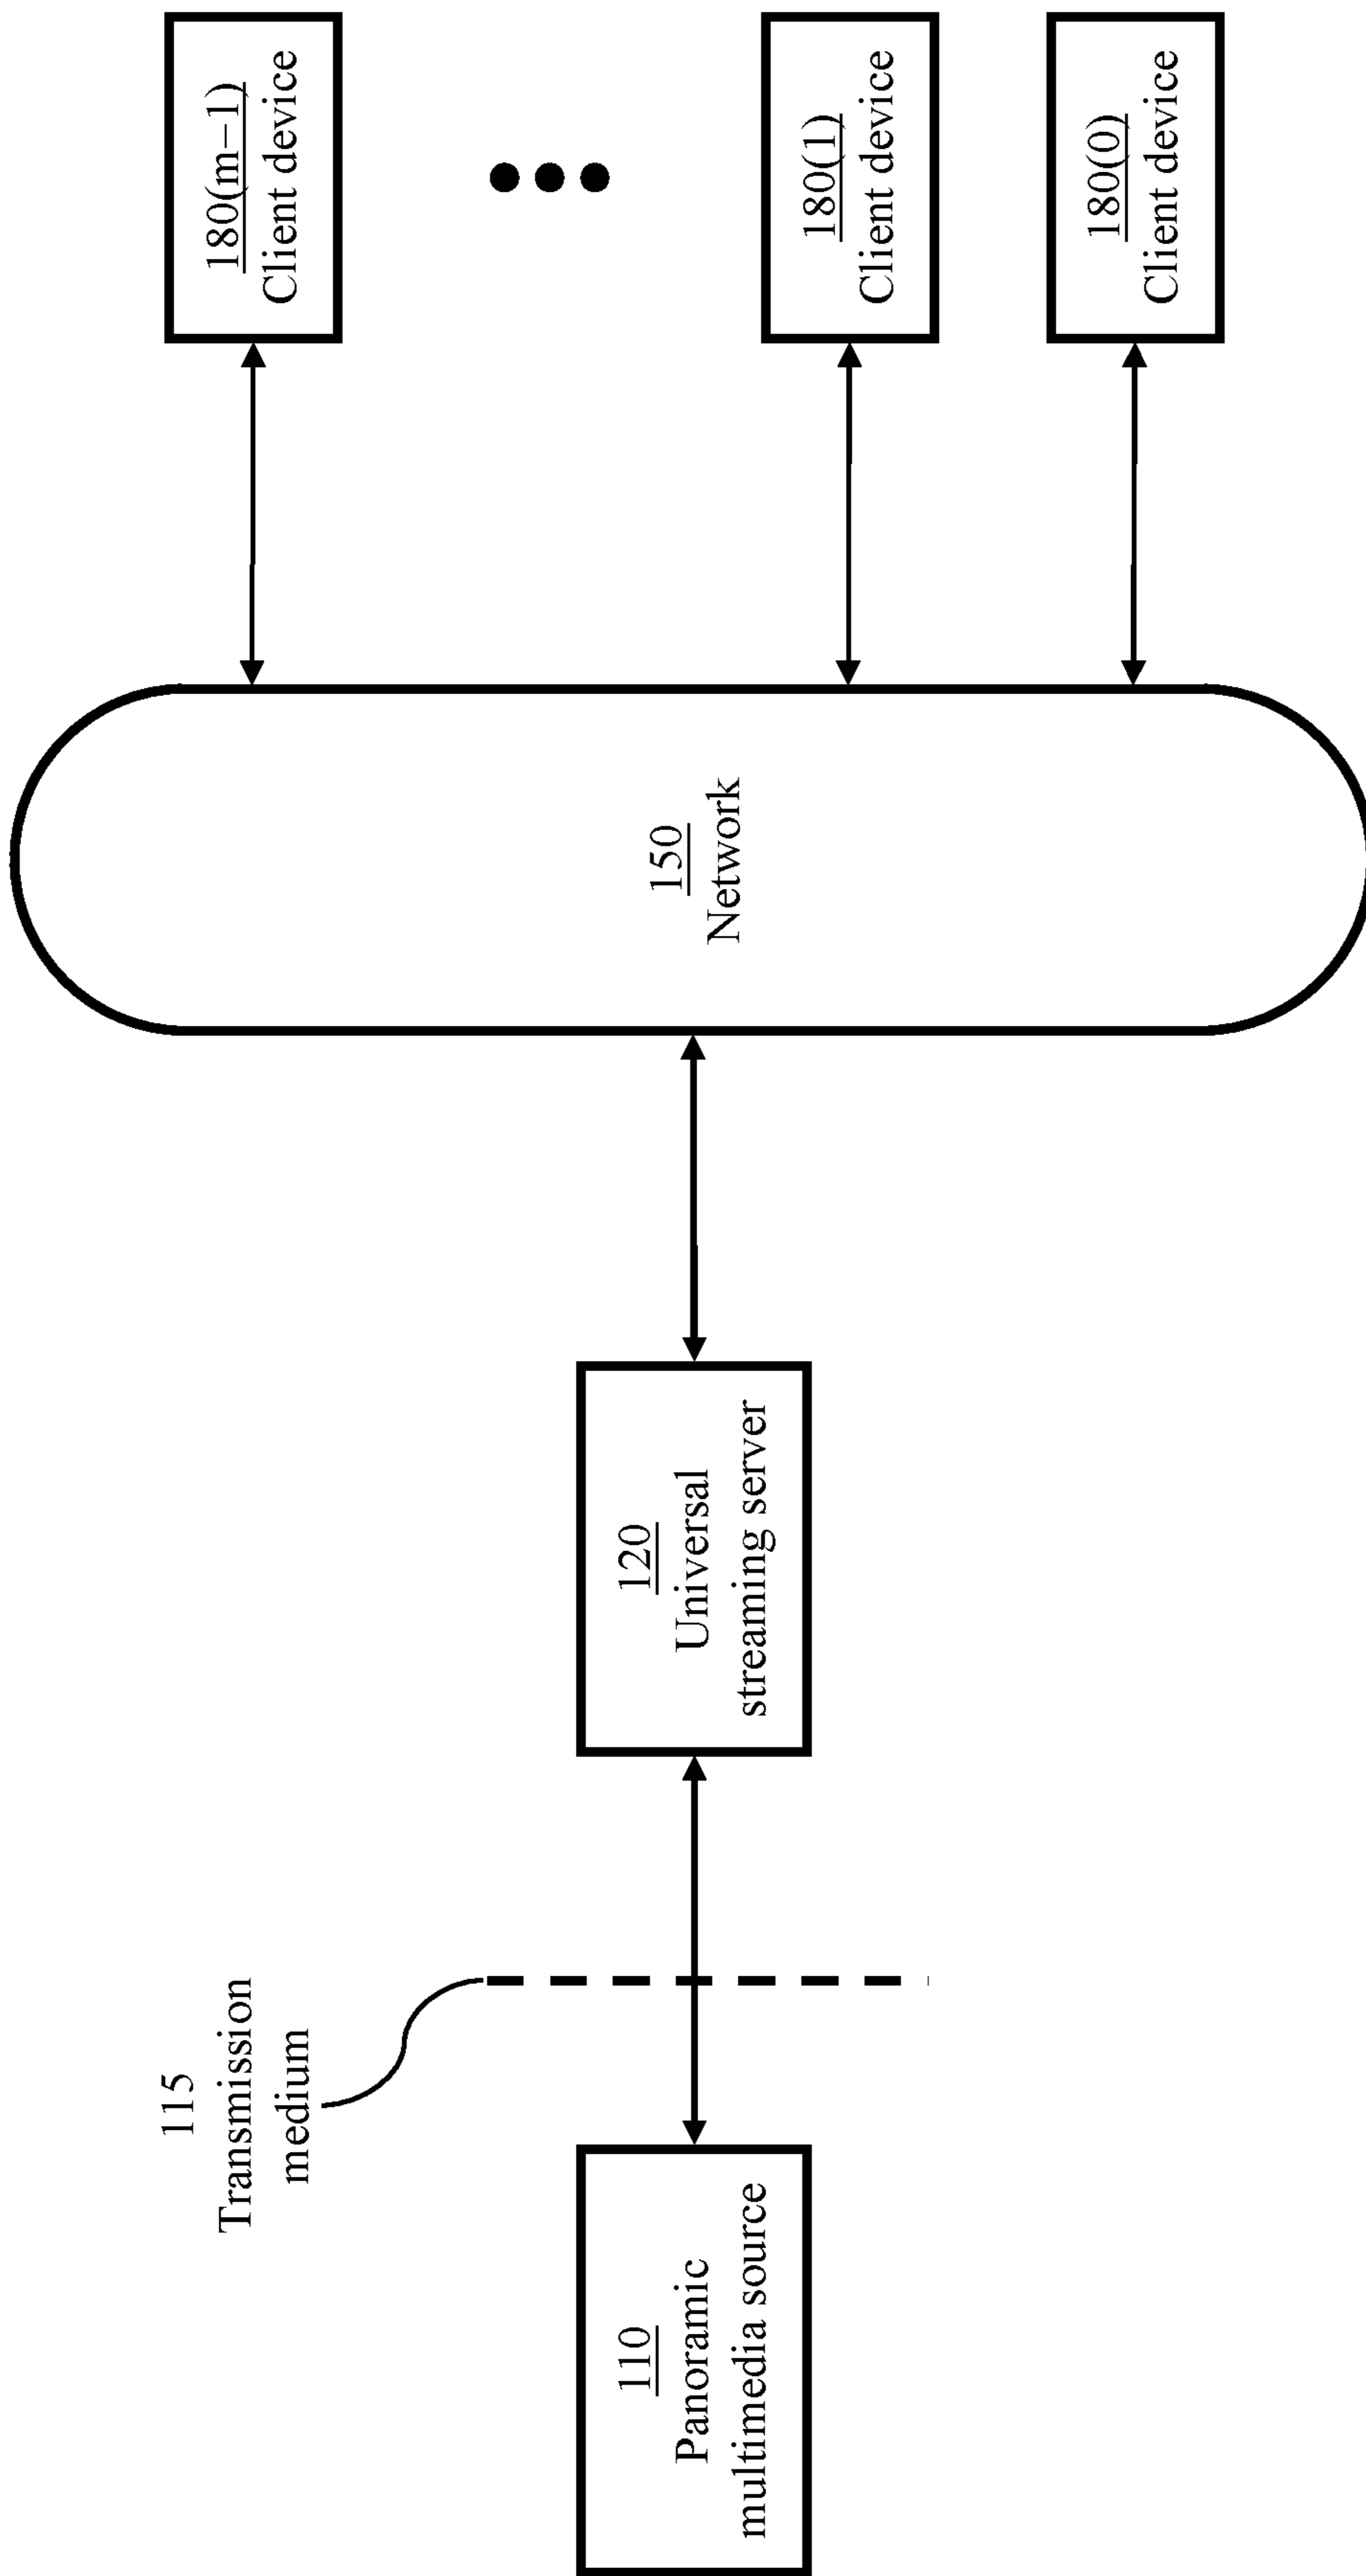 115
Transmission
medium
110
Panoramic
multimedia source
120
Universal
streaming server
150
Network
180(m−1)
Client device
180(1)
Client device
180(0)
Client device